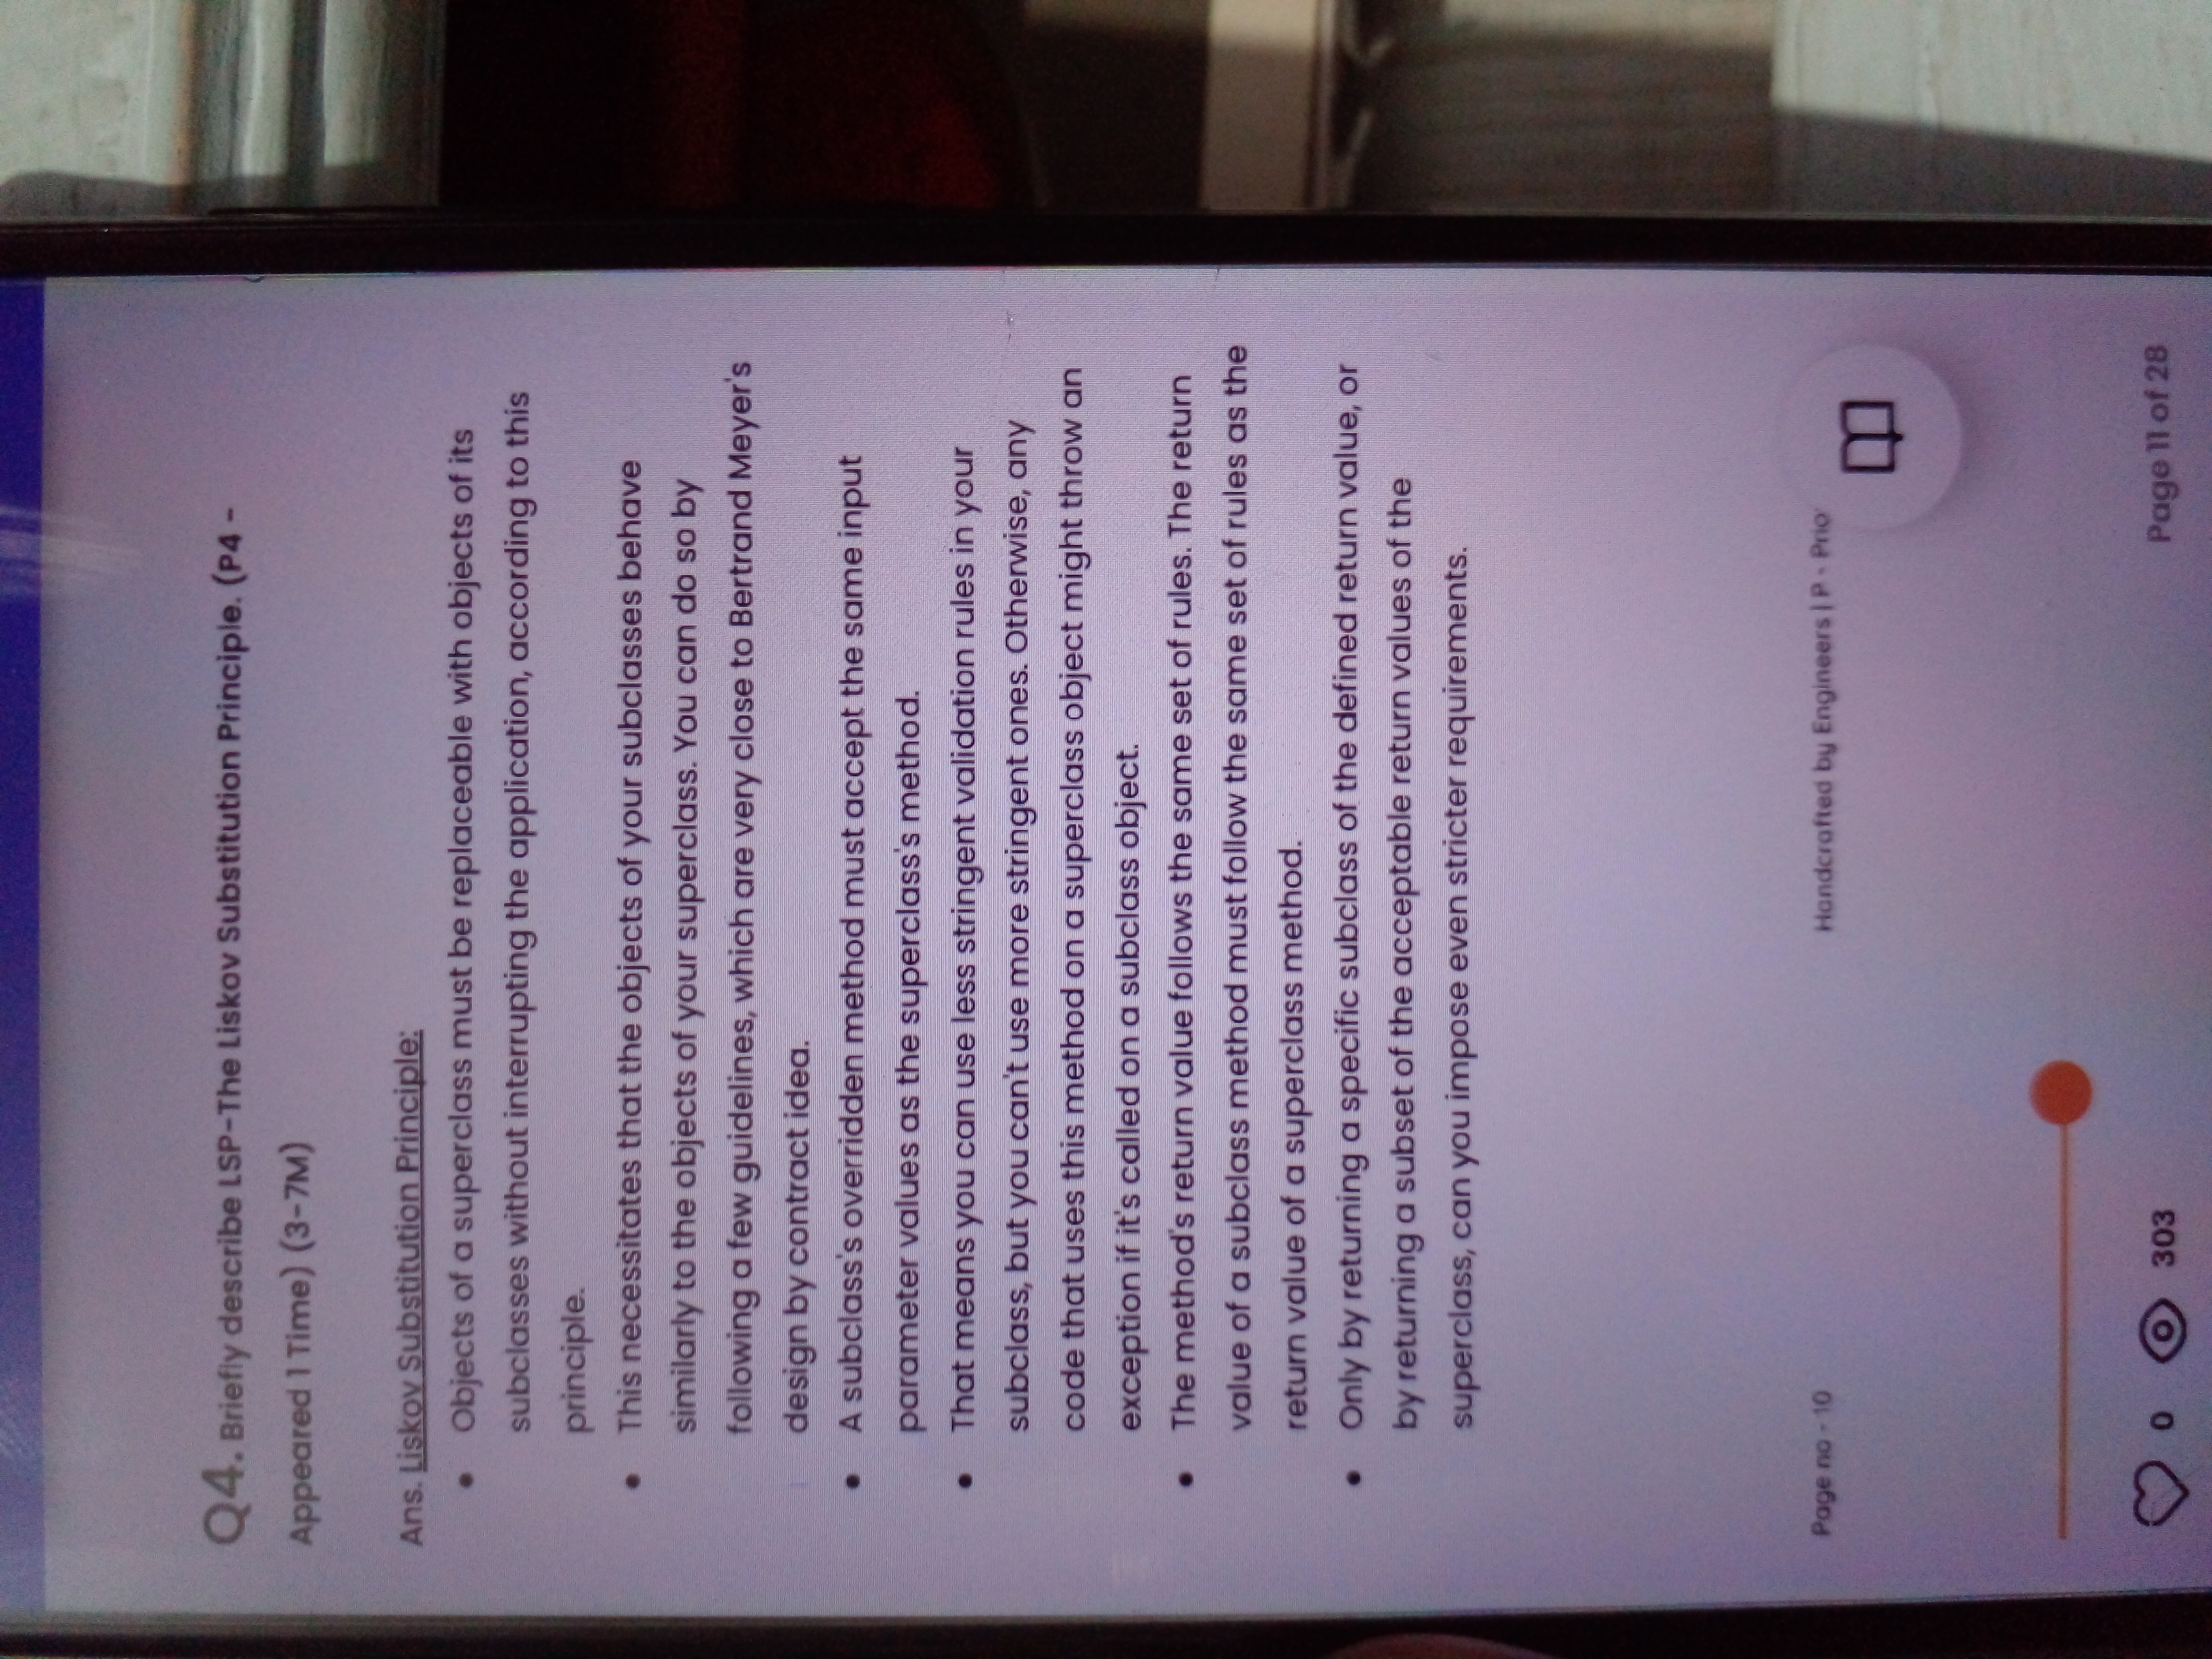 Q4. Briefly describe LSP-The Liskov Substitution Principle. (P4 -
Appeared 1 Time) (3-7M)
Ans. Liskov Substitution Principle:
• Objects of a superclass must be replaceable with objects of its
subclasses without interrupting the application, according to this
principle.
• This necessitates that the objects of your subclasses behave
similarly to the objects of your superclass. You can do so by
following a few guidelines, which are very close to Bertrand Meyer's
design by contract idea.
• A subclass's overridden method must accept the same input
parameter values as the superclass's method.
• That means you can use less stringent validation rules in your
subclass, but you can't use more stringent ones. Otherwise, any
code that uses this method on a superclass object might throw an
exception if it's called on a subclass object.
• The method's return value follows the same set of rules. The return
value of a subclass method must follow the same set of rules as the
return value of a superclass method.
• Only by returning a specific subclass of the defined return value, or
by returning a subset of the acceptable return values of the
superclass, can you impose even stricter requirements.
Page no - 10
Handcrafted by Engineers | P - Prio
0 303
Page 11 of 28